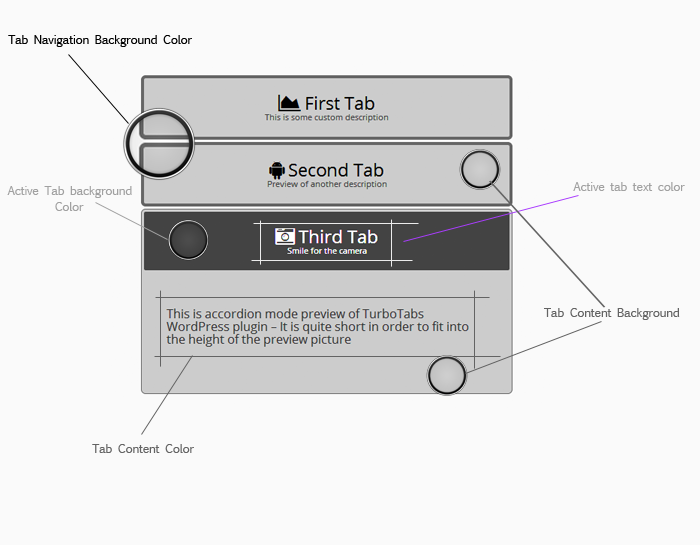 Tab Navigation Background Color
First Tab
This is some custom description
Second Tab
Preview of another description
Active Tab background
Color
Active tab text color
Third Tab
Smile for the camera
This is accordion mode preview of TurboTabs
WordPress plugin – It is quite short in order to fit into
the height of the preview picture
Tab Content Background
Tab Content Color